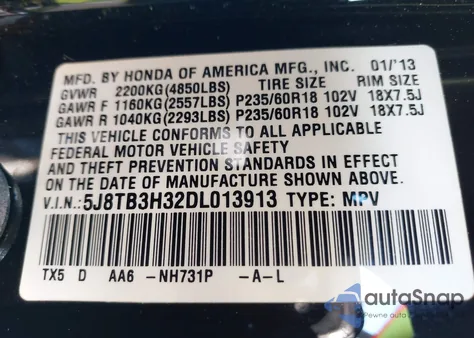 MFD. BY HONDA OF AMERICA MFG., INC. 01/'13
GVWR 2200KG(4850LBS) TIRE SIZE RIM SIZE
GAWR F 1160KG(2557LBS) P235/60R18 102V 18X7.5J
GAWR R 1040KG(2293LBS) P235/60R18 102V 18X7.5J
THIS VEHICLE CONFORMS TO ALL APPLICABLE
FEDERAL MOTOR VEHICLE SAFETY
AND THEFT PREVENTION STANDARDS IN EFFECT
ON THE DATE OF MANUFACTURE SHOWN ABOVE.
V.I.N.: 5J8TB3H32DL013913 TYPE: MPV
TX5 D AA6 -NH731P -A-L
autoSnap
Pewne auto